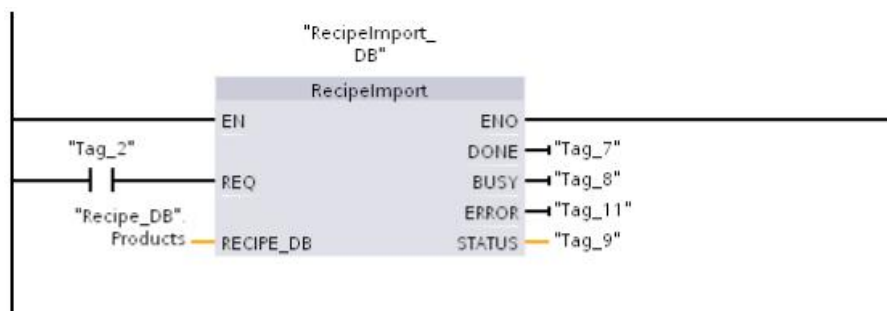 "RecipeImport_
DB"
RecipeImport
EN ENO
DONE "Tag_7"
"Tag_2"
REQ BUSY "Tag_8"
ERROR "Tag_11"
"Recipe_DB".
Products RECIPE_DB STATUS "Tag_9"